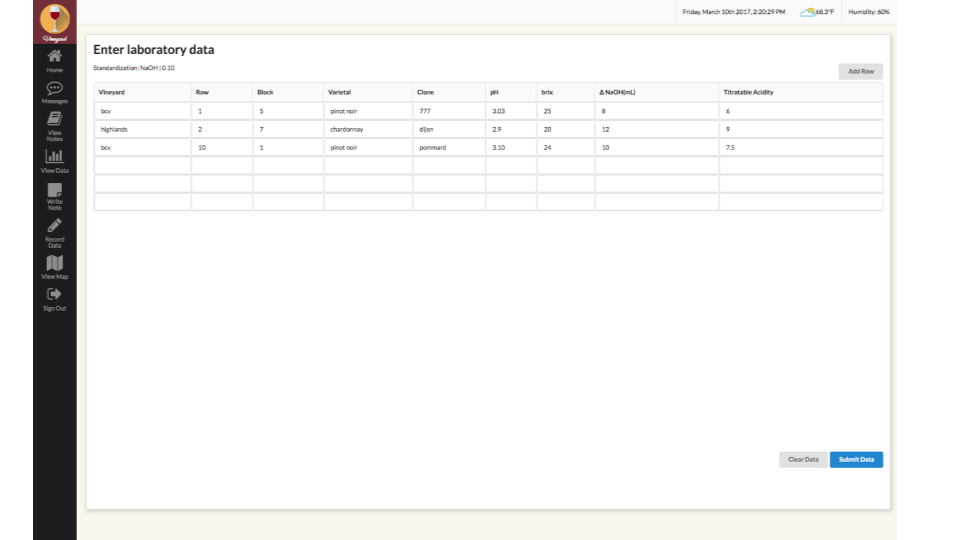 Friday, March 10th 2017, 2:20:29 PM 68.2°F Humidity: 60%
Vineyard
Home
Messages
View
Notes
View Data
Write
Note
Record
Data
View Map
Sign Out
Enter laboratory data
Standardization: NaOH | 0.10
Add Row
Vineyard Row Block Varietal Clone pH brix Δ NaOH(mL) Titratable Acidity
bcv 1 5 pinot noir 777 3.03 25 8 6
highlands 2 7 chardonnay dijon 2.9 20 12 9
bcv 10 1 pinot noir pommard 3.10 24 10 7.5
Clear Data Submit Data